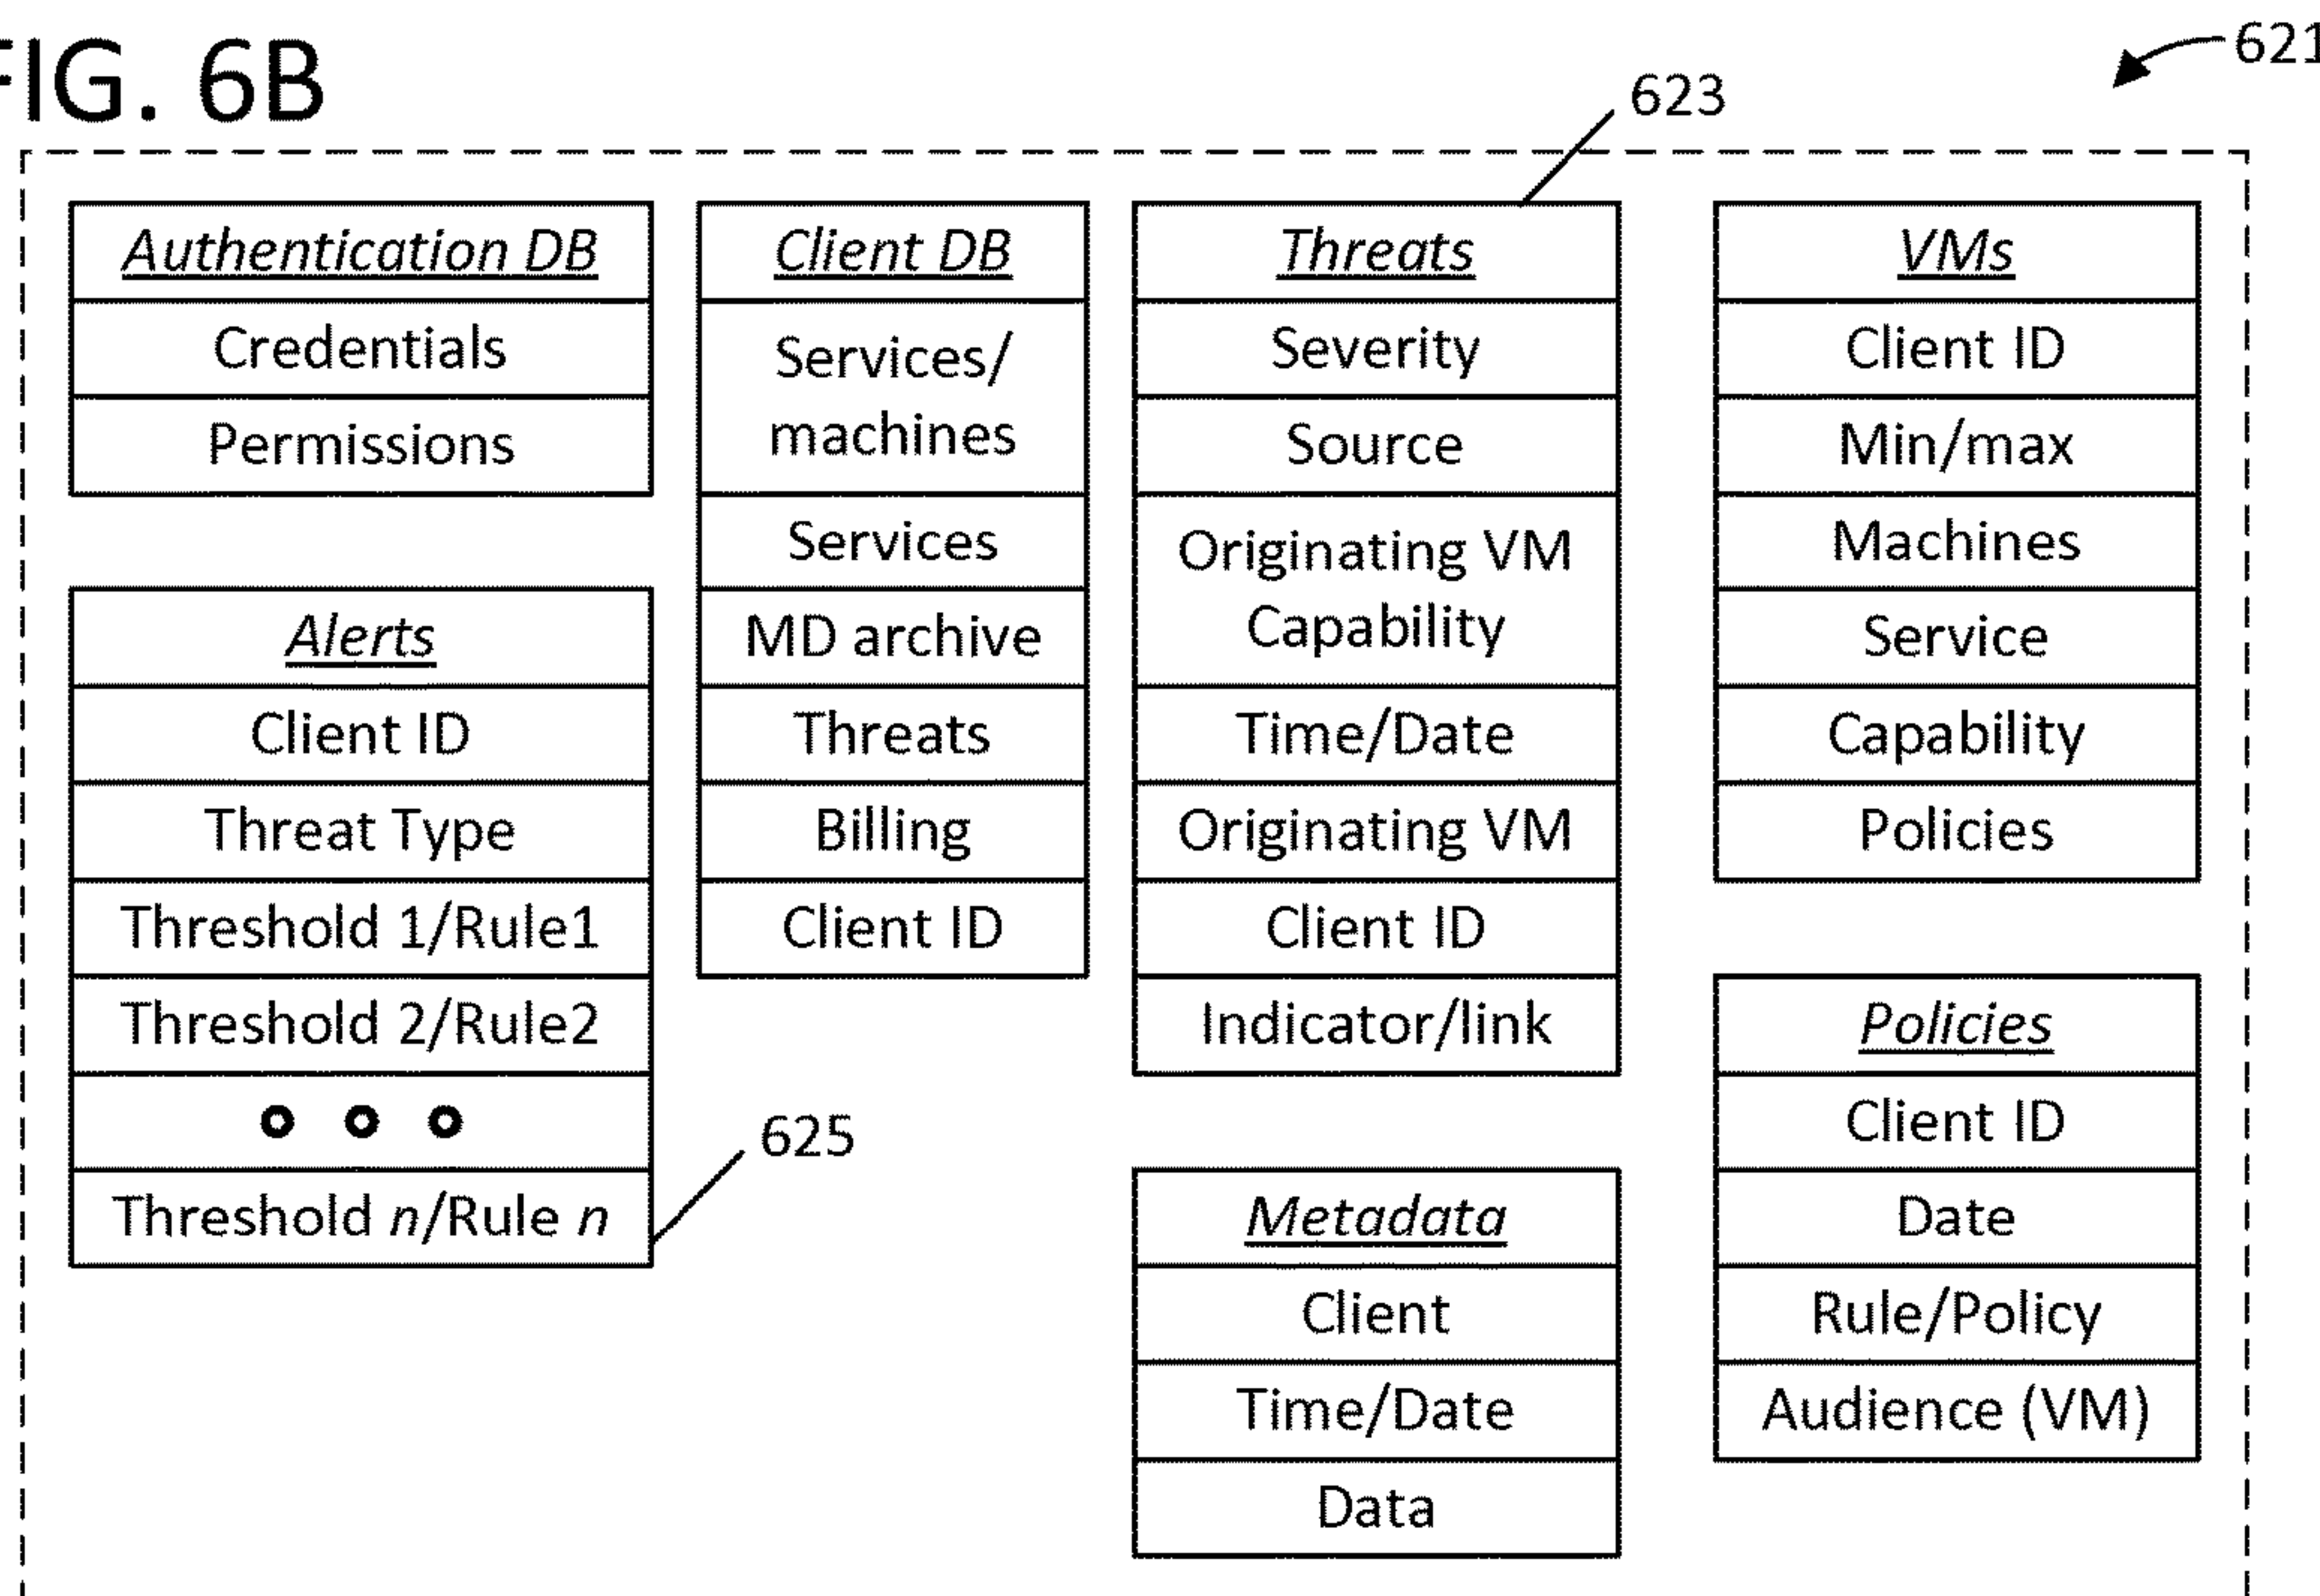 FIG. 6B
621
623
Authentication DB
Credentials
Permissions
Alerts
Client ID
Threat Type
Threshold 1/Rule1
Threshold 2/Rule2
Threshold n/Rule n
625
Client DB
Services/
machines
Services
MD archive
Threats
Billing
Client ID
Threats
Severity
Source
Originating VM
Capability
Time/Date
Originating VM
Client ID
Indicator/link
Metadata
Client
Time/Date
Data
VMs
Client ID
Min/max
Machines
Service
Capability
Policies
Policies
Client ID
Date
Rule/Policy
Audience (VM)